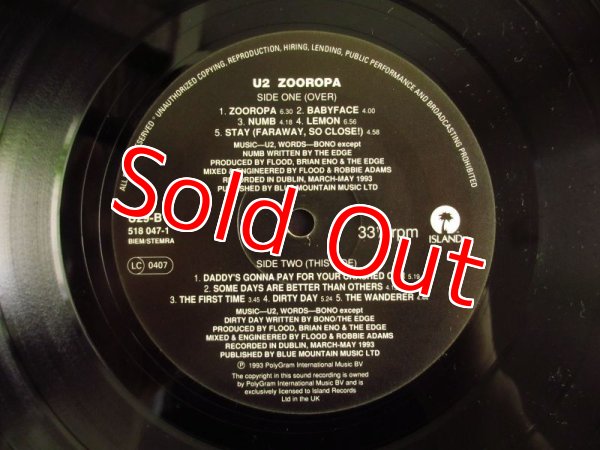 ALL RESERVED - UNAUTHORIZED COPYING, REPRODUCTION, HIRING, LENDING, PUBLIC PERFORMANCE AND BROADCASTING PROHIBITED
U2 ZOOROPA
SIDE ONE (OVER)
1. ZOOROPA 6.30 2. BABYFACE 4.00
3. NUMB 4.18 4. LEMON 6.56
5. STAY (FARAWAY, SO CLOSE!) 4.58
MUSIC—U2, WORDS—BONO except
NUMB WRITTEN BY THE EDGE
PRODUCED BY FLOOD, BRIAN ENO & THE EDGE
MIXED & ENGINEERED BY FLOOD & ROBBIE ADAMS
RECORDED IN DUBLIN, MARCH-MAY 1993
PUBLISHED BY BLUE MOUNTAIN MUSIC LTD
Sold Out
U29-B
518 047-1
BIEM/STEMRA
33⅓ rpm
ISLAND
LC 0407
SIDE TWO (THIS SIDE)
1. DADDY'S GONNA PAY FOR YOUR 5.19
2. SOME DAYS ARE BETTER THAN OTHERS
3. THE FIRST TIME 3.45 4. DIRTY DAY 5.24 5. THE WANDERER
MUSIC—U2, WORDS—BONO except
DIRTY DAY WRITTEN BY BONO/THE EDGE
PRODUCED BY FLOOD, BRIAN ENO & THE EDGE
MIXED & ENGINEERED BY FLOOD & ROBBIE ADAMS
RECORDED IN DUBLIN, MARCH-MAY 1993
PUBLISHED BY BLUE MOUNTAIN MUSIC LTD
℗ 1993 PolyGram International Music BV
The copyright in this sound recording is owned
by PolyGram International Music BV and is
exclusively licensed to Island Records
Ltd in the UK